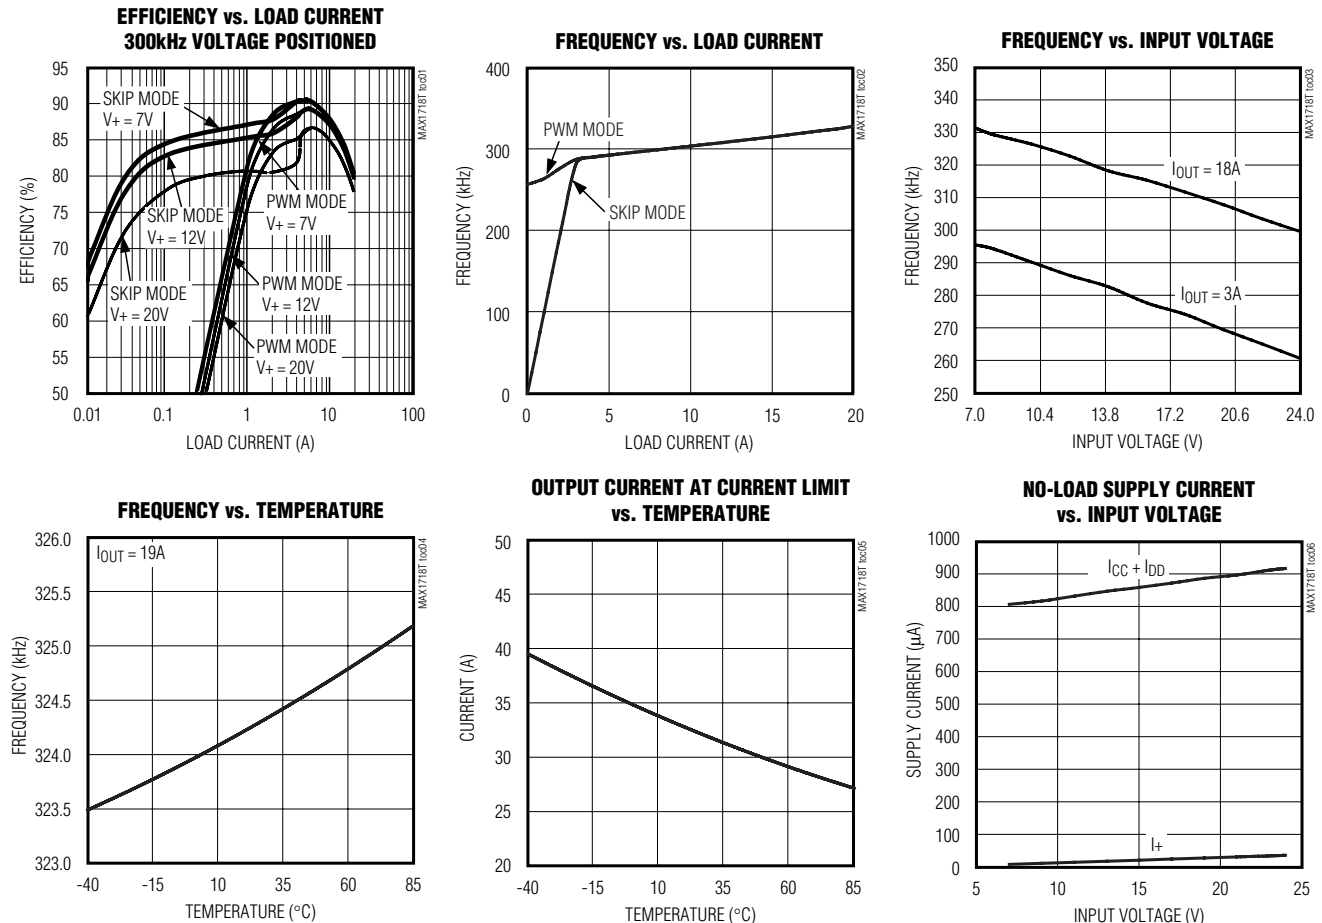 EFFICIENCY vs. LOAD CURRENT
300kHz VOLTAGE POSITIONED
MAX1718T toc01
EFFICIENCY (%)
95
90
85
80
75
70
65
60
55
50
SKIP MODE
V+ = 7V
SKIP MODE
V+ = 12V
SKIP MODE
V+ = 20V
PWM MODE
V+ = 7V
PWM MODE
V+ = 12V
PWM MODE
V+ = 20V
0.01 0.1 1 10 100
LOAD CURRENT (A)
FREQUENCY vs. LOAD CURRENT
MAX1718T toc02
FREQUENCY (kHz)
400
300
200
100
0
PWM MODE
SKIP MODE
0 5 10 15 20
LOAD CURRENT (A)
FREQUENCY vs. INPUT VOLTAGE
MAX1718T toc03
FREQUENCY (kHz)
350
340
330
320
310
300
290
280
270
260
250
IOUT = 18A
IOUT = 3A
7.0 10.4 13.8 17.2 20.6 24.0
INPUT VOLTAGE (V)
FREQUENCY vs. TEMPERATURE
MAX1718T toc04
FREQUENCY (kHz)
326.0
325.5
325.0
324.5
324.0
323.5
323.0
IOUT = 19A
-40 -15 10 35 60 85
TEMPERATURE (°C)
OUTPUT CURRENT AT CURRENT LIMIT
vs. TEMPERATURE
MAX1718T toc05
CURRENT (A)
50
45
40
35
30
25
20
-40 -15 10 35 60 85
TEMPERATURE (°C)
NO-LOAD SUPPLY CURRENT
vs. INPUT VOLTAGE
MAX1718T toc06
SUPPLY CURRENT (µA)
1000
900
800
700
600
500
400
300
200
100
0
ICC + IDD
I+
5 10 15 20 25
INPUT VOLTAGE (V)